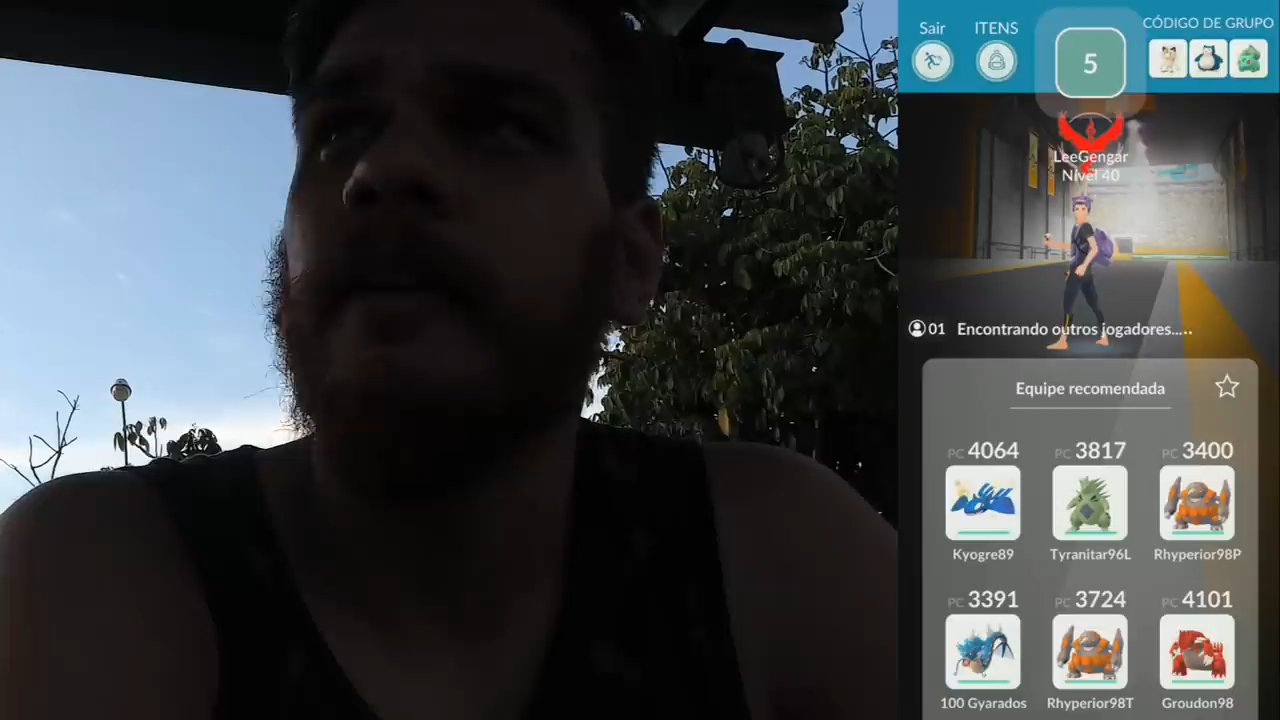 Sair
ITENS
5
CÓDIGO DE GRUPO
LeeGengar
Nível 40
01 Encontrando outros jogadores.....
Equipe recomendada
PC 4064 PC 3817 PC 3400
Kyogre89 Tyranitar96L Rhyperior98P
PC 3391 PC 3724 PC 4101
100 Gyarados Rhyperior98T Groudon98